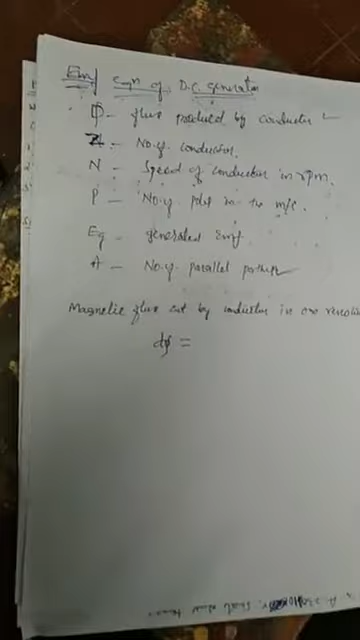 Emf eqn of D.C. generator
Φ - flux produced by conductor
Z - No. of conductors.
N - Speed of conductor in rpm.
P - No. of poles in the m/c.
Eg - generated Emf.
A - No. of parallel paths
Magnetic flux cut by conductor in one
dφ =